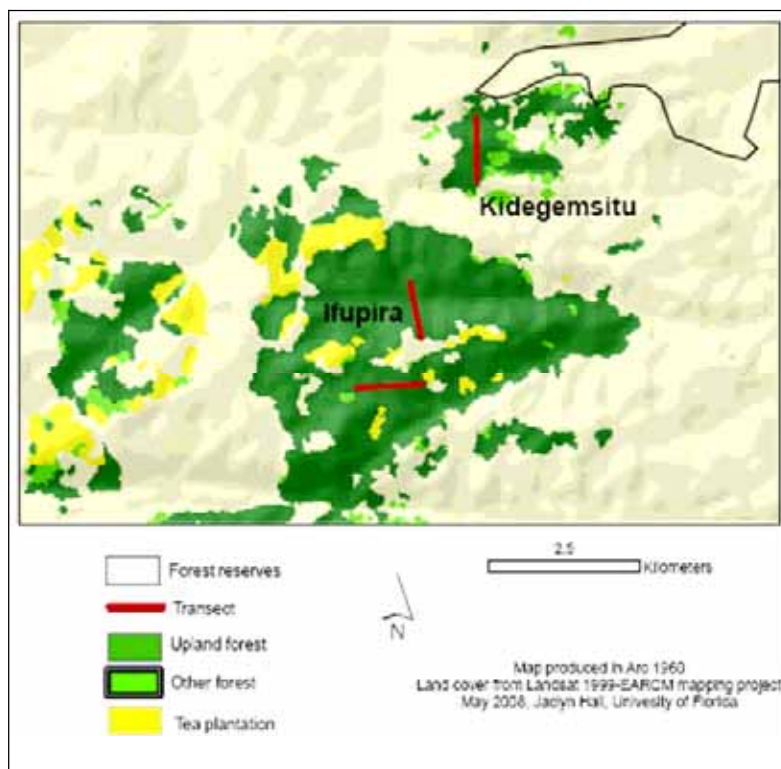 Kidegemsitu
Ifupira
2.5
Kilometers
Forest reserves
Transect
Upland forest
Other forest
Tea plantation
N
Map produced in Arc 1960
Land cover from Landsat 1999-EARCM mapping project
May 2008, Jaclyn Hall, Univesity of Florida